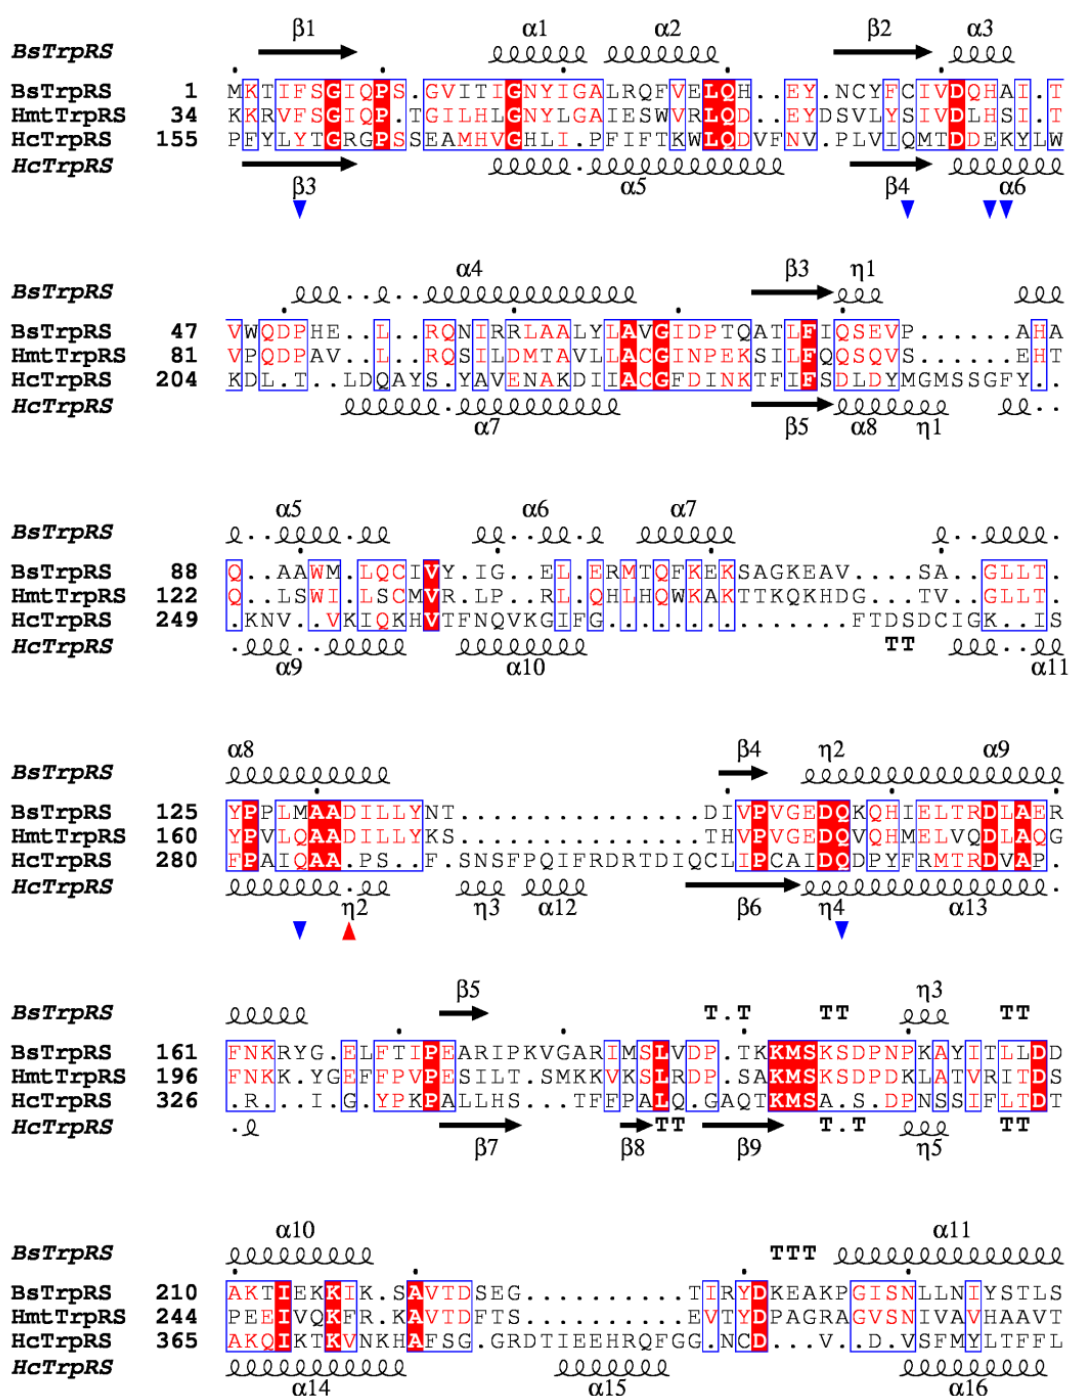 β1 α1 α2 β2 α3
BsTrpRS
BsTrpRS 1 MKTIFSGIQPS.GVITIGNYIGALRQFVELQH..EY.NCYFCIVDQHAI.T
HmtTrpRS 34 KKRVFSGIQP.TGILHLGNYLGAIESWVRLQD..EYDSVLYSIVDLHSI.T
HcTrpRS 155 PFYLYTGRGPSSEAMHVGHLI.PFIFTKWLQDVFNV.PLVIQMTDDEKYLW
HcTrpRS
β3 α5 β4 α6
α4 β3 η1
BsTrpRS
BsTrpRS 47 VWQDPHE..L..RQNIRRLAALYLAVGIDPTQATLFIQSEVP......AHA
HmtTrpRS 81 VPQDPAV..L..RQSILDMTAVLLACGINPEKSILFQQSQVS......EHT
HcTrpRS 204 KDL.T..LDQAYS.YAVENAKDIIACGFDINKTFIFSDLDYMGMSSGFY..
HcTrpRS
α7 β5 α8 η1
α5 α6 α7
BsTrpRS
BsTrpRS 88 Q..AAWM.LQCIVY.IG..EL.ERMTQFKEKSAGKEAV....SA..GLLT.
HmtTrpRS 122 Q..LSWI.LSCMVR.LP..RL.QHLHQWKAKTTKQKHDG...TV..GLLT.
HcTrpRS 249 .KNV..VKIQKHVTFNQVKGIFG...............FTDSDCIGK..IS
HcTrpRS TT
α9 α10 α11
α8 β4 η2 α9
BsTrpRS
BsTrpRS 125 YPPLMAADILLYNT...............DIVPVGEDQKQHIELTRDLAER
HmtTrpRS 160 YPVLQAADILLYKS...............THVPVGEDQVQHMELVQDLAQG
HcTrpRS 280 FPAIQAA.PS..F.SNSFPQIFRDRTDIQCLIPCAIDQDPYFRMTRDVAP.
HcTrpRS
η2 η3 α12 β6 η4 α13
β5 η3
BsTrpRS T.T TT TT
BsTrpRS 161 FNKRYG.ELFTIPEARIPKVGARIMSLVDP.TKKMSKSDPNPKAYITLLDD
HmtTrpRS 196 FNKK.YGEFFPVPESILT.SMKKVKSLRDP.SAKMSKSDPDKLATVRITDS
HcTrpRS 326 .R...I.G.YPKPALLHS...TFFPALQ.GAQTKMSA.S.DPNSSIFLTDT
HcTrpRS TT T.T TT
β7 β8 β9 η5
α10 α11
BsTrpRS TTT
BsTrpRS 210 AKTIEKKIK.SAVTDSEG..........TIRYDKEAKPGISNLLNIYSTLS
HmtTrpRS 244 PEEIVQKFR.KAVTDFTS..........EVTYDPAGRAGVSNIVAVHAAVT
HcTrpRS 365 AKQIKTKVNKHAFSG.GRDTIEEHRQFGG.NCD...V..D.VSFMYLTFFL
HcTrpRS
α14 α15 α16